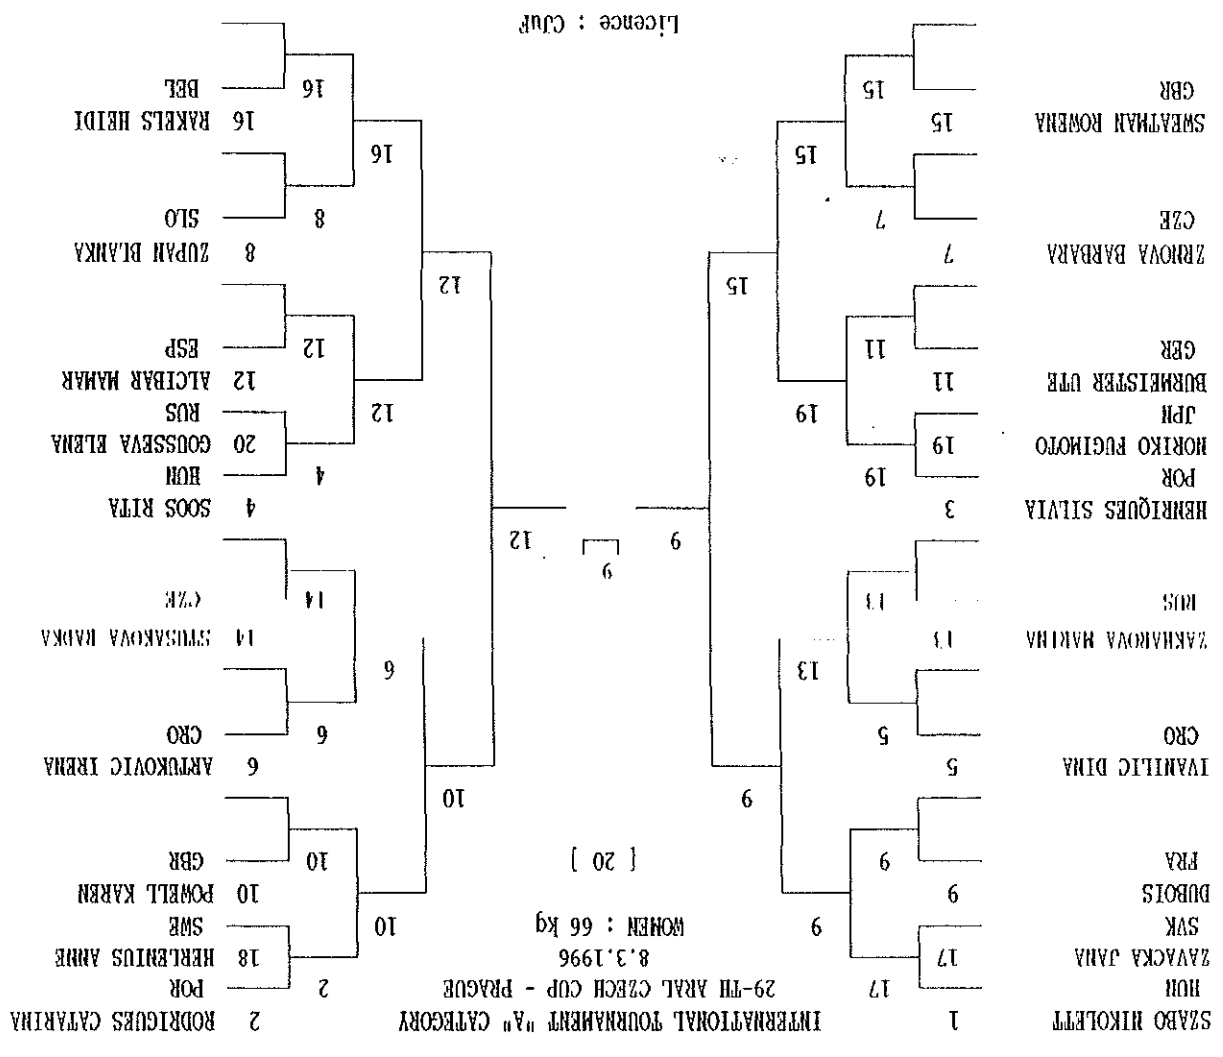 SZABO NIKOLETT 1 INTERNATIONAL TOURNAMENT "A" CATEGORY 2 RODRIGUES CATARINA
HUN 17 29-TH ARAL CZECH CUP - PRAGUE 2 POR
ZAVACKA JANA 17 8.3.1996 18 HERLENIUS ANNE
SVK 9 WOMEN : 66 kg 10 SWE
DUBOIS 9 10 POWELL KAREN
FRA 9 [ 20 ] 10 GBR
9 10
IVANILIC DINA 5 6 ARTUKOVIC IRENA
CRO 5 6 CRO
13 6
ZAKHAROVA MARINA 13 14 STUSAKOVA RADKA
RUS 13 14 CZE
9
9 12
HENRIQUES SILVIA 3 4 SOOS RITA
POR 19 4 HUN
NORIKO FUGIMOTO 19 20 GOUSSEVA ELENA
JPN 19 12 RUS
BURMEISTER UTE 11 12 ALCIBAR MAMAR
GER 11 12 ESP
15 12
ZRNOVA BARBARA 7 8 ZUPAN BLANKA
CZE 7 8 SLO
15 16
SWEATMAN ROWENA 15 16 RAKELS HEIDI
GBR 15 16 BEL
Licence : CJuF